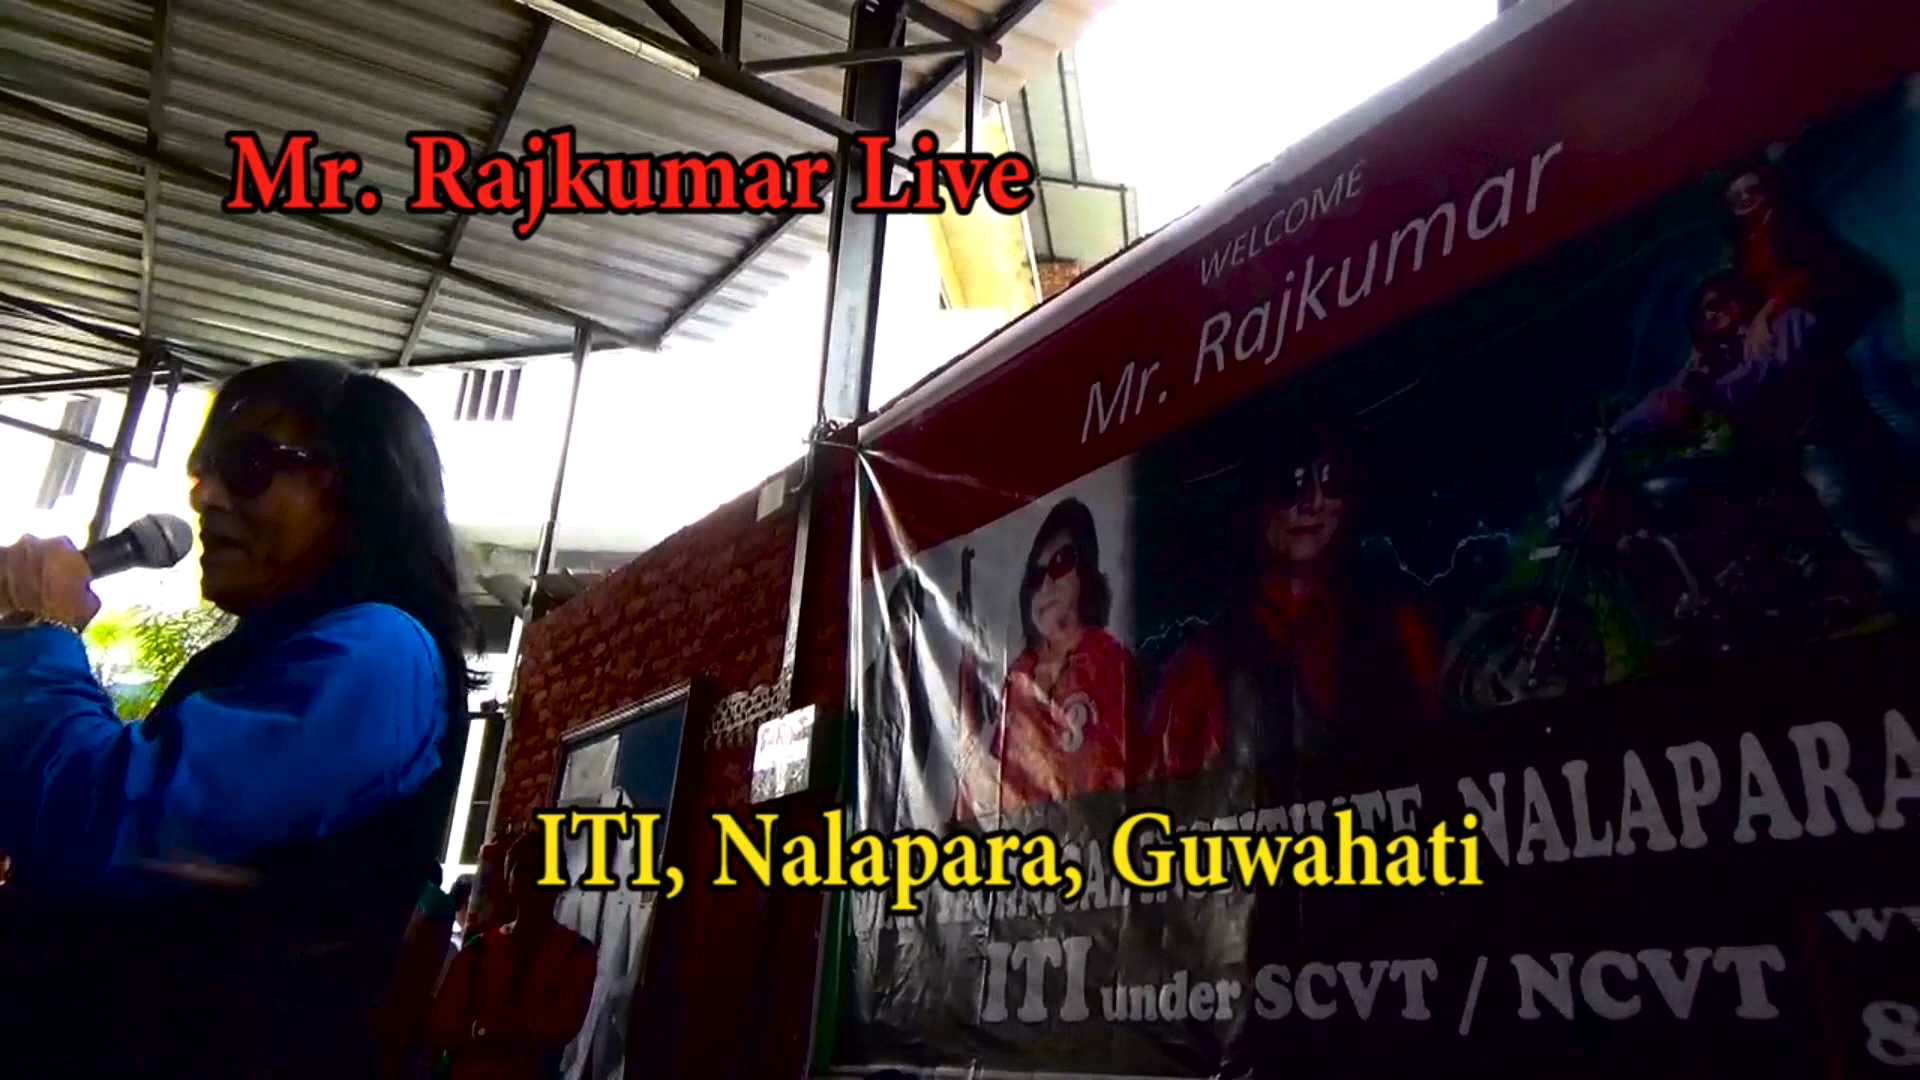 Mr. Rajkumar Live
WELCOME
Mr. Rajkumar
NALAPARA
ITI, Nalapara, Guwahati
ITI under SCVT / NCVT